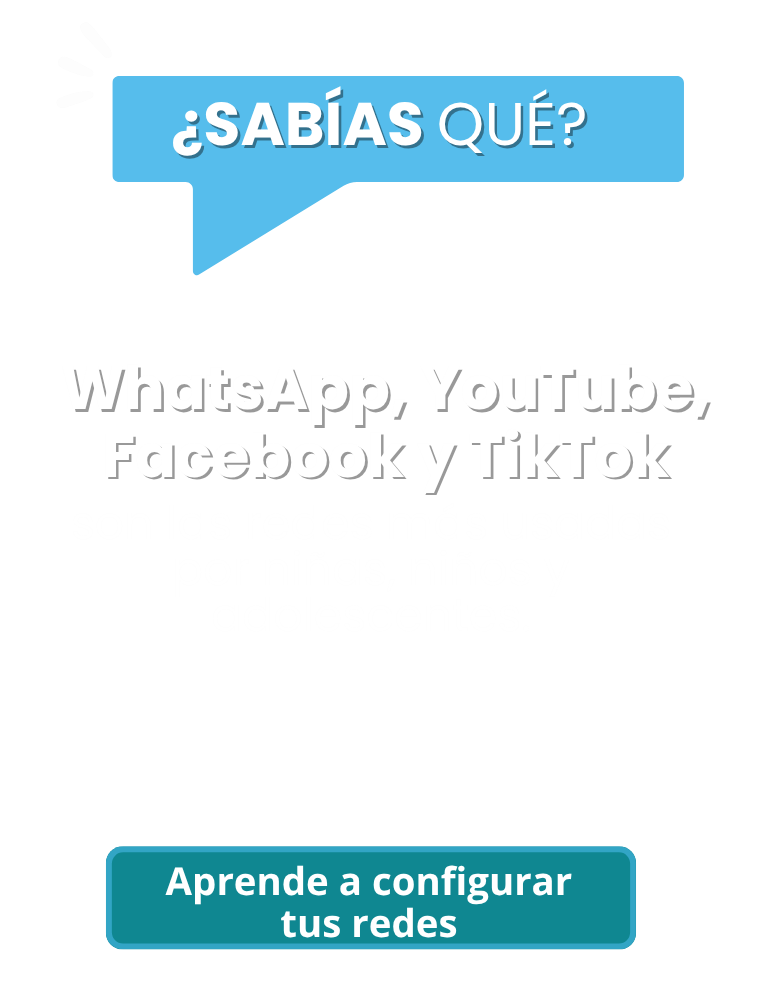 ¿SABÍAS QUÉ?
WhatsApp, YouTube,
Facebook y TikTok
Aprende a configurar
tus redes